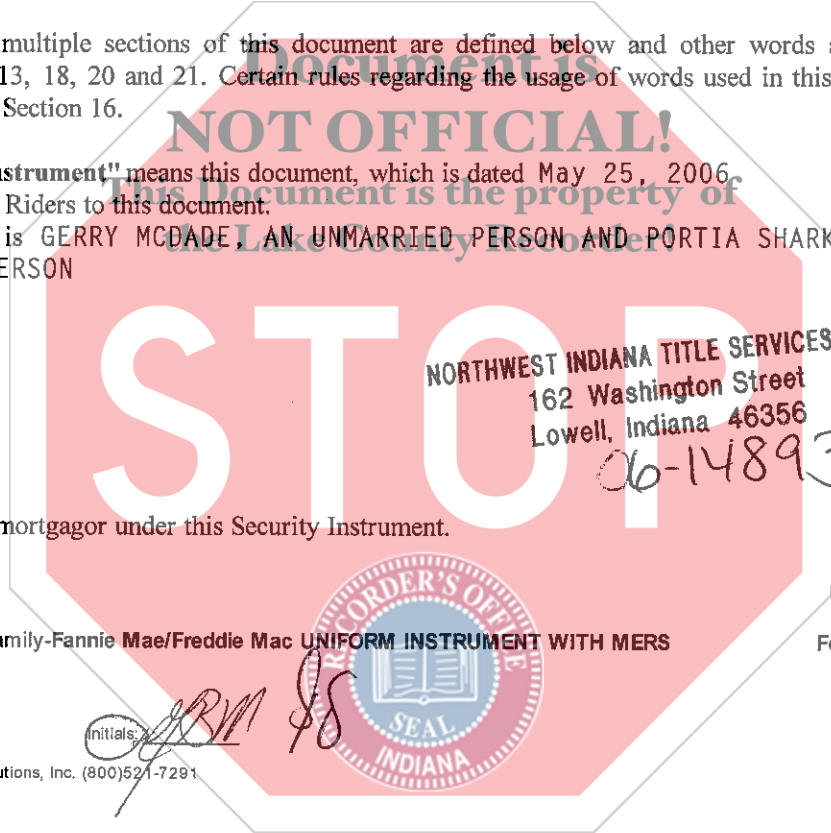 multiple sections of this document are defined below and other words
Document is
13, 18, 20 and 21. Certain rules regarding the usage of words used in this
Section 16.
NOT OFFICIAL!
strument" means this document, which is dated May 25, 2006
This Document is the property of
Riders to this document.
is GERRY MCDADE, AN UNMARRIED PERSON AND PORTIA SHARK
the Lake County Recorder!
ERSON
STOP
NORTHWEST INDIANA TITLE SERVICES
162 Washington Street
Lowell, Indiana 46356
06-14893
mortgagor under this Security Instrument.
RECORDER'S OFFICE
amily-Fannie Mae/Freddie Mac UNIFORM INSTRUMENT WITH MERS
SEAL
INDIANA
Initials: GRM PS
utions, Inc. (800)521-7291